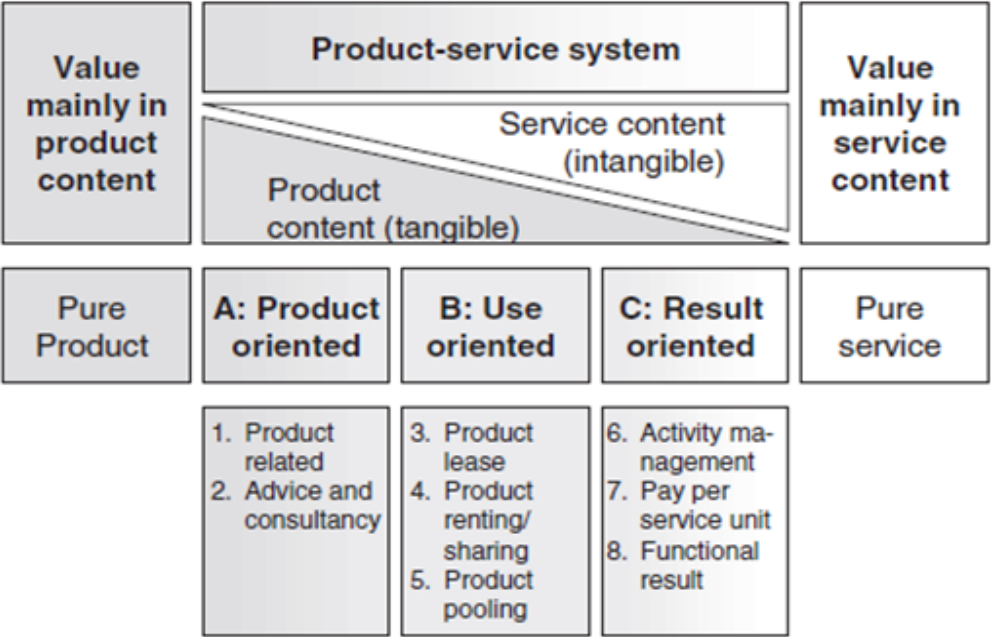 Value
mainly in
product
content
Product-service system
Service content
(intangible)
Product
content (tangible)
Value
mainly in
service
content
Pure
Product
A: Product
oriented
B: Use
oriented
C: Result
oriented
Pure
service
1. Product
related
2. Advice and
consultancy
3. Product
lease
4. Product
renting/
sharing
5. Product
pooling
6. Activity ma-
nagement
7. Pay per
service unit
8. Functional
result